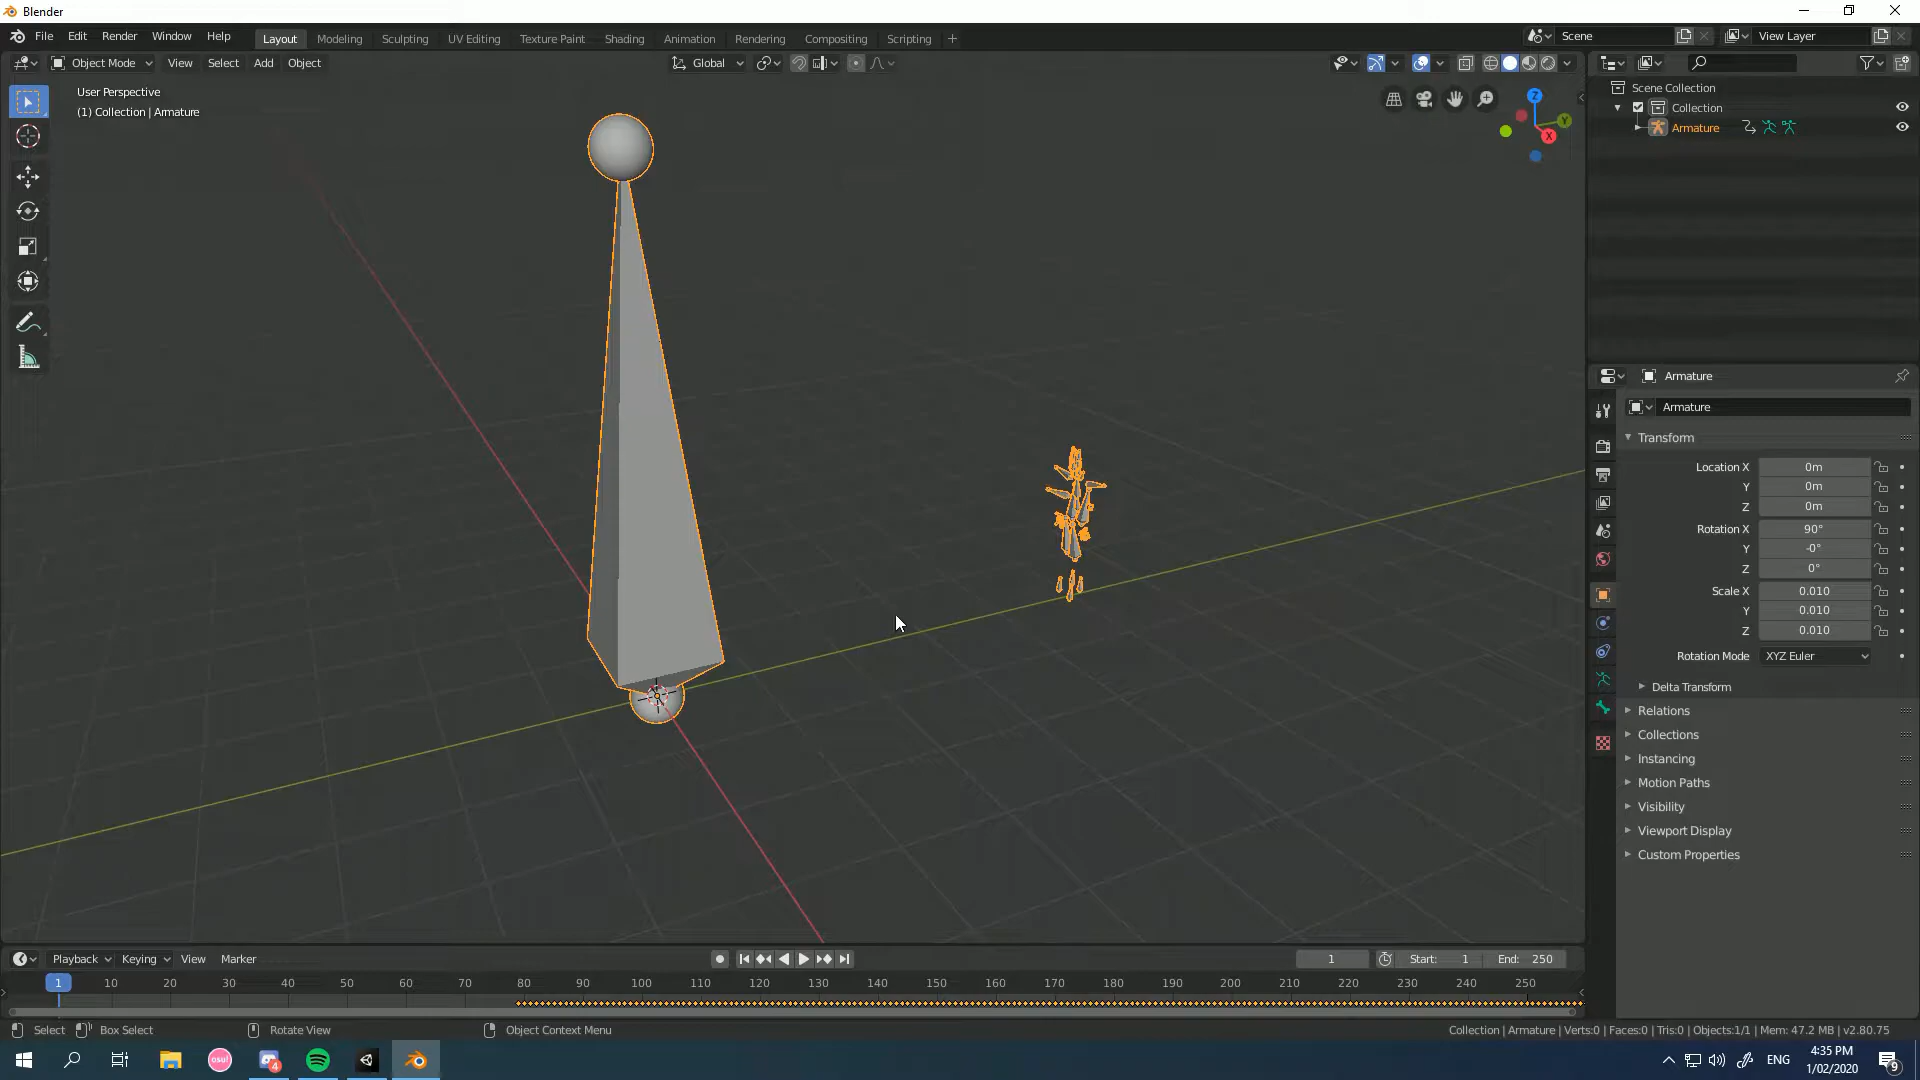 Blender
File Edit Render Window Help
Layout Modeling Sculpting UV Editing Texture Paint Shading Animation Rendering Compositing Scripting
Scene View Layer
Object Mode View Select Add Object
Global
User Perspective
(1) Collection | Armature
Z
Y
X
Scene Collection
Collection
Armature
Armature
Armature
Transform
Location X 0m
Y 0m
Z 0m
Rotation X 90°
Y -0°
Z 0°
Scale X 0.010
Y 0.010
Z 0.010
Rotation Mode XYZ Euler
Delta Transform
Relations
Collections
Instancing
Motion Paths
Visibility
Viewport Display
Custom Properties
Playback Keying View Marker
1 Start: 1 End: 250
1 10 20 30 40 50 60 70 80 90 100 110 120 130 140 150 160 170 180 190 200 210 220 230 240 250
Select Box Select Rotate View Object Context Menu
Collection | Armature | Verts:0 | Faces:0 | Tris:0 | Objects:1/1 | Mem: 47.2 MB | v2.80.75
osu!
4
ENG
4:35 PM
1/02/2020
9